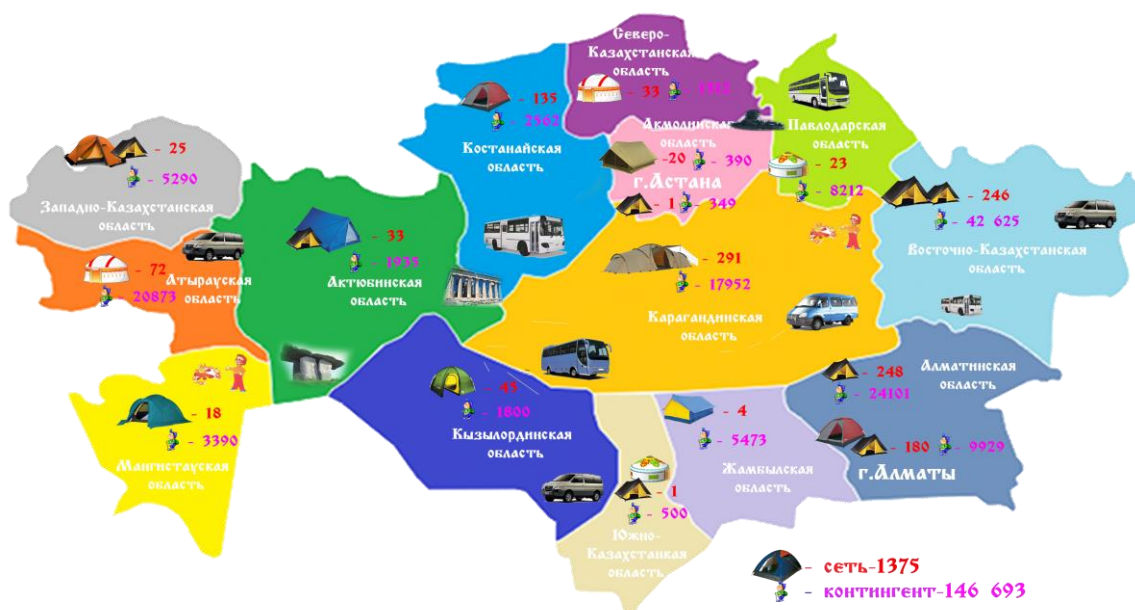 Северо-
Казахстанская
область
- 33
- 135
- 2562
Костанайская
область
Акмолинская
область
-20
- 390
г.Астана
- 1
- 349
Павлодарская
область
- 23
- 8212
- 25
- 5290
Западно-Казахстанская
область
- 246
- 42 625
Восточно-Казахстанская
область
- 72
- 20873
Атырауская
область
- 33
- 1935
Актюбинская
область
- 291
- 17952
Карагандинская
область
- 18
- 3390
Мангистауская
область
- 45
- 1800
Кызылординская
область
- 1
- 500
Южно-
Казахстанкая
область
- 4
- 5473
Жамбылская
область
Алматинская
область
- 248
- 24101
- 180
- 9929
г.Алматы
- сеть-1375
- контингент-146 693